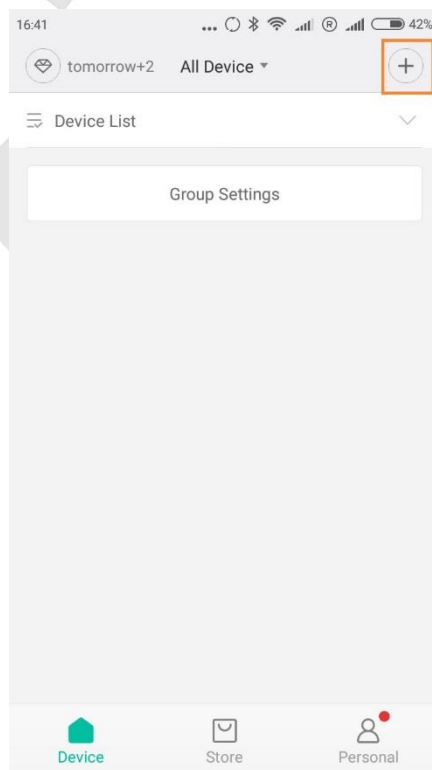 16:41 ... ® 42%
tomorrow+2 All Device
+
Device List
Group Settings
Device Store Personal